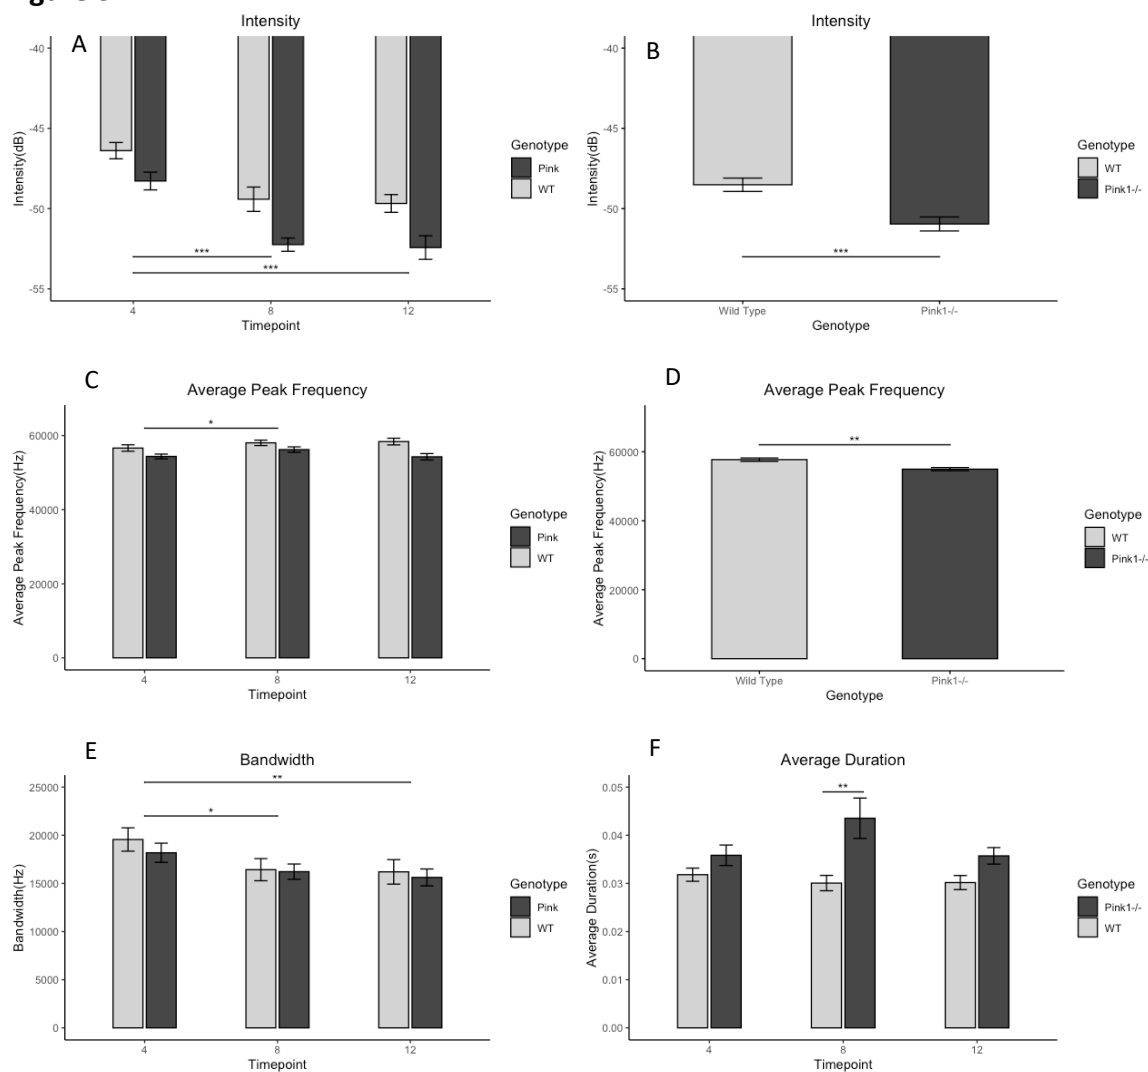 Intensity
A
-40
-45
-50
-55
Intensity(dB)
***
***
4 8 12
Timepoint
Genotype
Pink
WT
Intensity
B
-40
-45
-50
-55
Intensity(dB)
***
Wild Type Pink1-/-
Genotype
Genotype
WT
Pink1-/-
C
Average Peak Frequency
60000
40000
20000
0
Average Peak Frequency(Hz)
*
4 8 12
Timepoint
Genotype
Pink
WT
D
Average Peak Frequency
60000
40000
20000
0
Average Peak Frequency(Hz)
**
Wild Type Pink1-/-
Genotype
Genotype
WT
Pink1-/-
E
Bandwidth
25000
20000
15000
10000
5000
0
Bandwidth(Hz)
**
*
4 8 12
Timepoint
Genotype
Pink
WT
F
Average Duration
0.05
0.04
0.03
0.02
0.01
0.00
Average Duration(s)
**
4 8 12
Timepoint
Genotype
Pink1-/-
WT